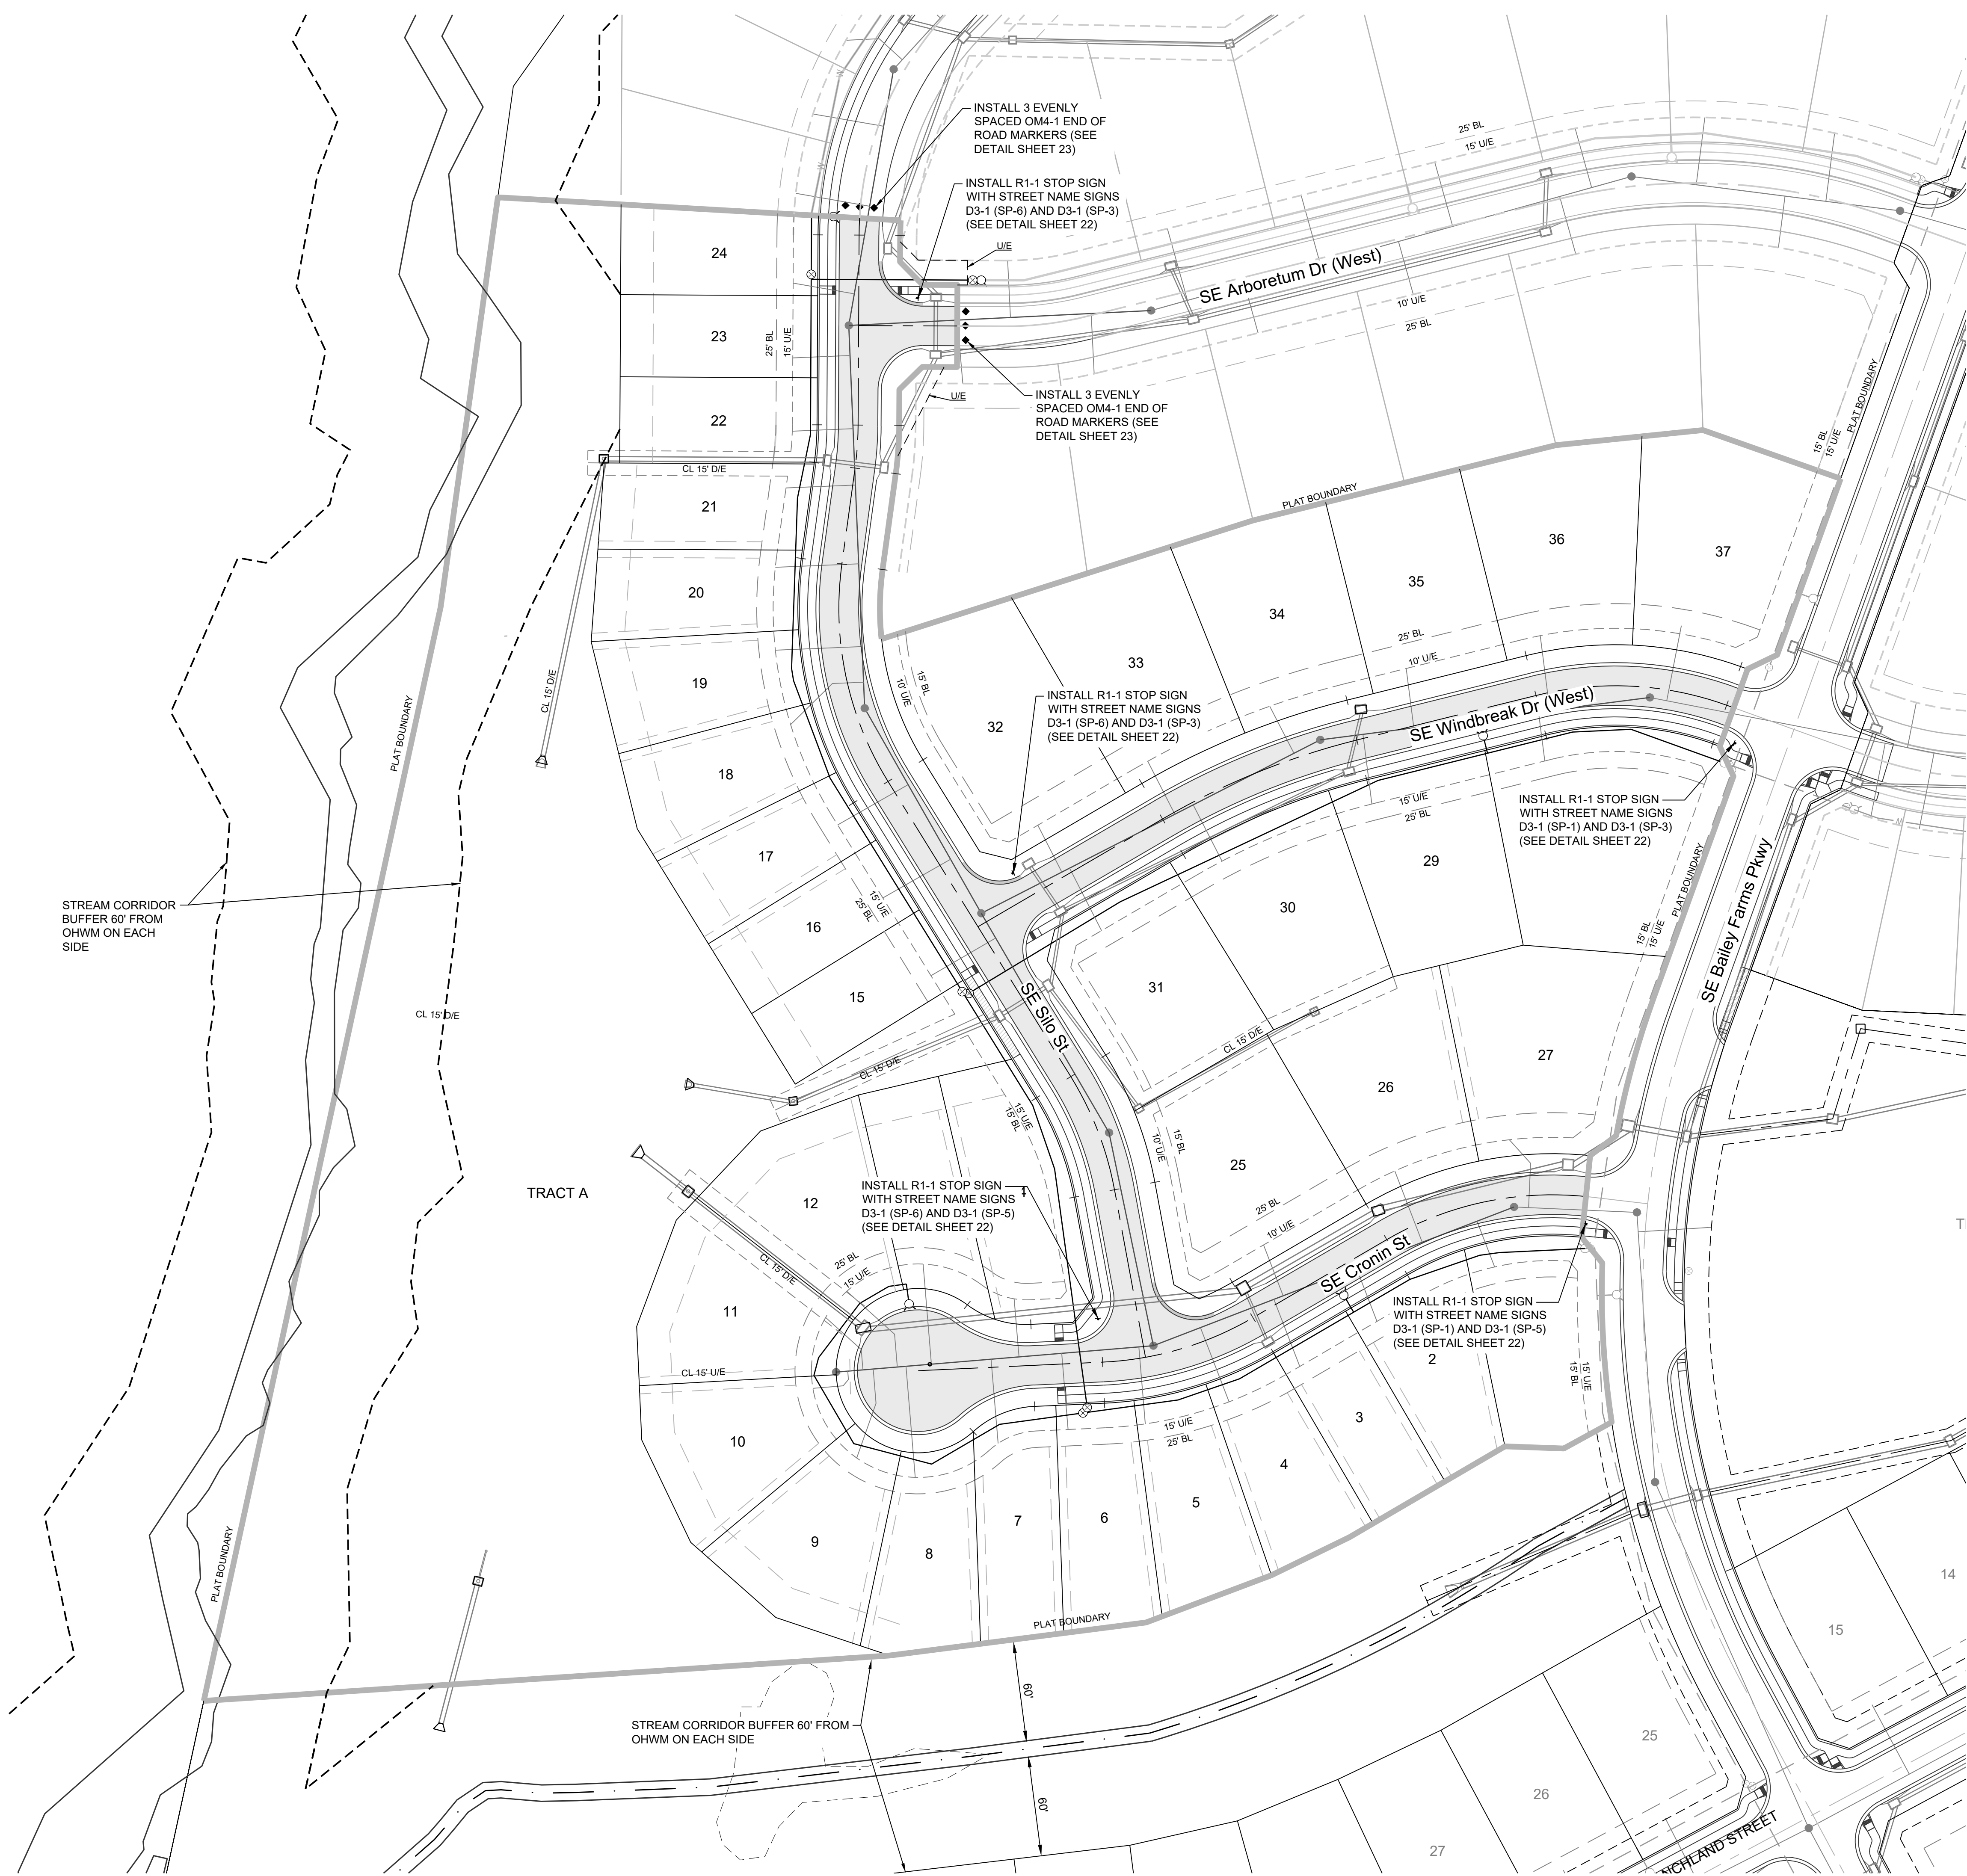 INSTALL 3 EVENLY
SPACED OM4-1 END OF
ROAD MARKERS (SEE
DETAIL SHEET 23)
INSTALL R1-1 STOP SIGN
WITH STREET NAME SIGNS
D3-1 (SP-6) AND D3-1 (SP-3)
(SEE DETAIL SHEET 22)
U/E
25' BL
15' U/E
SE Arboretum Dr (West)
10' U/E
25' BL
24
23
22
25' BL
15' U/E
U/E
INSTALL 3 EVENLY
SPACED OM4-1 END OF
ROAD MARKERS (SEE
DETAIL SHEET 23)
PLAT BOUNDARY
15' BL
15' U/E
CL 15' D/E
21
20
19
18
17
16
15
PLAT BOUNDARY
36
37
35
34
33
32
25' BL
10' U/E
15' BL
10' U/E
CL 15' D/E
PLAT BOUNDARY
INSTALL R1-1 STOP SIGN
WITH STREET NAME SIGNS
D3-1 (SP-6) AND D3-1 (SP-3)
(SEE DETAIL SHEET 22)
SE Windbreak Dr (West)
15' U/E
25' BL
INSTALL R1-1 STOP SIGN
WITH STREET NAME SIGNS
D3-1 (SP-1) AND D3-1 (SP-3)
(SEE DETAIL SHEET 22)
29
30
31
15' U/E
25' BL
PLAT BOUNDARY
15' BL
15' U/E
SE Bailey Farms Pkwy
STREAM CORRIDOR
BUFFER 60' FROM
OHWM ON EACH
SIDE
CL 15' D/E
SE Silo St
CL 15' D/E
CL 15' D/E
27
26
25
15' U/E
15' BL
15' BL
10' U/E
TRACT A
12
INSTALL R1-1 STOP SIGN
WITH STREET NAME SIGNS
D3-1 (SP-6) AND D3-1 (SP-5)
(SEE DETAIL SHEET 22)
25' BL
10' U/E
CL 15' D/E
25' BL
15' U/E
SE Cronin St
11
INSTALL R1-1 STOP SIGN
WITH STREET NAME SIGNS
D3-1 (SP-1) AND D3-1 (SP-5)
(SEE DETAIL SHEET 22)
2
CL 15' U/E
15' U/E
15' BL
15' U/E
25' BL
10
3
4
5
6
7
8
9
PLAT BOUNDARY
PLAT BOUNDARY
14
15
60'
STREAM CORRIDOR BUFFER 60' FROM
OHWM ON EACH SIDE
60'
25
26
27
NCHLAND STREET